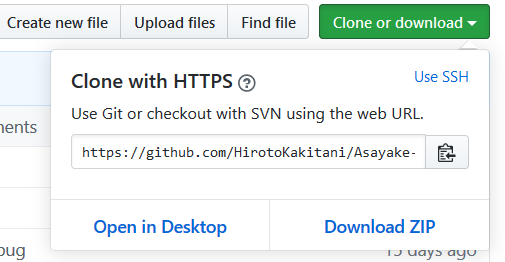 Create new file Upload files Find file Clone or download
Clone with HTTPS Use SSH
Use Git or checkout with SVN using the web URL.
ents
https://github.com/HirotoKakitani/Asayake-
Open in Desktop Download ZIP
bug 15 days ago